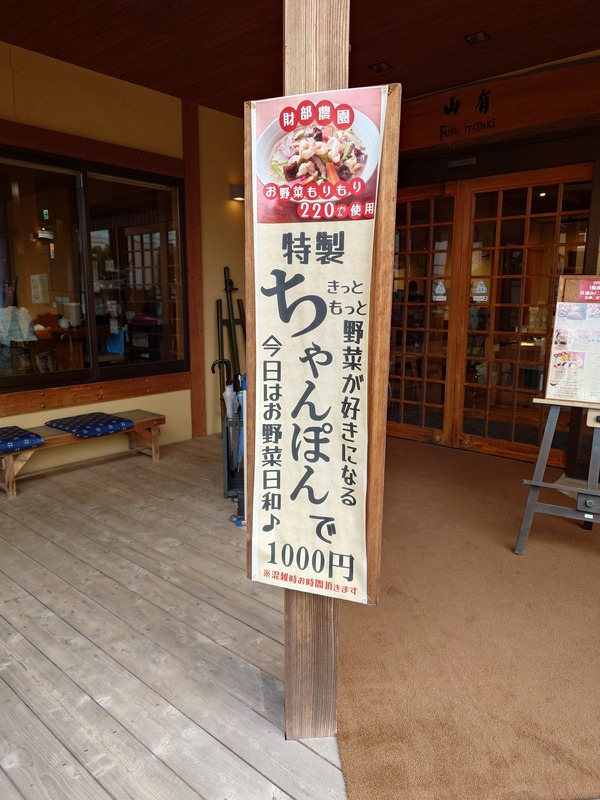 財部農園
お野菜もりもり
220gで使用
特製
きっと
もっと
野菜が好きになる
ちゃんぽんで
今日はお野菜日和♪
1000円
※混雑時お時間頂きます
山有
Fuku itadaki